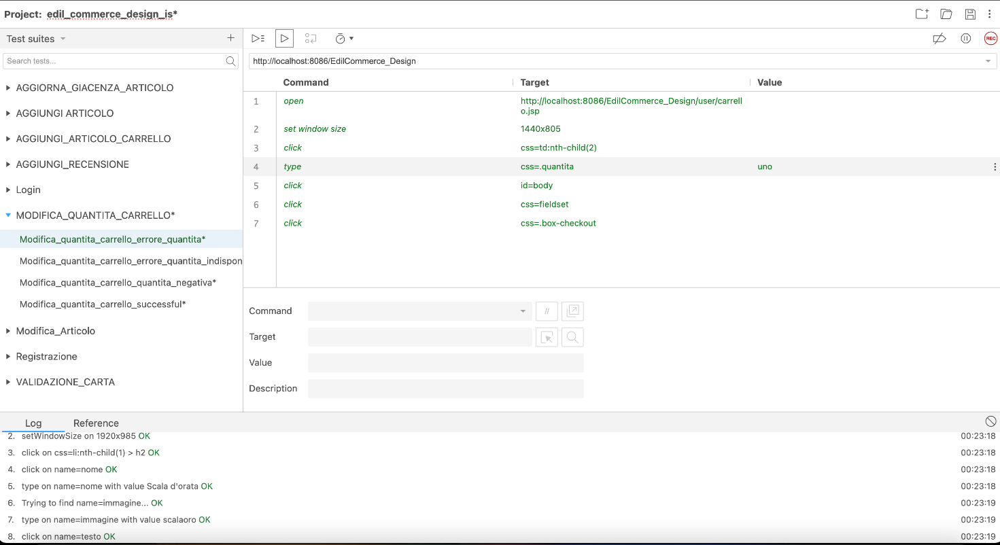 Project: edil_commerce_design_is*
Test suites
Search tests...
AGGIORNA_GIACENZA_ARTICOLO
AGGIUNGI ARTICOLO
AGGIUNGI_ARTICOLO_CARRELLO
AGGIUNGI_RECENSIONE
Login
MODIFICA_QUANTITA_CARRELLO*
Modifica_quantita_carrello_errore_quantita*
Modifica_quantita_carrello_errore_quantita_indispon
Modifica_quantita_carrello_quantita_negativa*
Modifica_quantita_carrello_successful*
Modifica_Articolo
Registrazione
VALIDAZIONE_CARTA
REC
http://localhost:8086/EdilCommerce_Design
Command Target Value
1 open http://localhost:8086/EdilCommerce_Design/user/carrell
o.jsp
2 set window size 1440x805
3 click css=td:nth-child(2)
4 type css=.quantita uno
5 click id=body
6 click css=fieldset
7 click css=.box-checkout
Command //
Target
Value
Description
Log Reference
2. setWindowSize on 1920x985 OK 00:23:18
3. click on css=li:nth-child(1) > h2 OK 00:23:18
4. click on name=nome OK 00:23:18
5. type on name=nome with value Scala d'orata OK 00:23:18
6. Trying to find name=immagine... OK 00:23:19
7. type on name=immagine with value scalaoro OK 00:23:19
8. click on name=testo OK 00:23:19